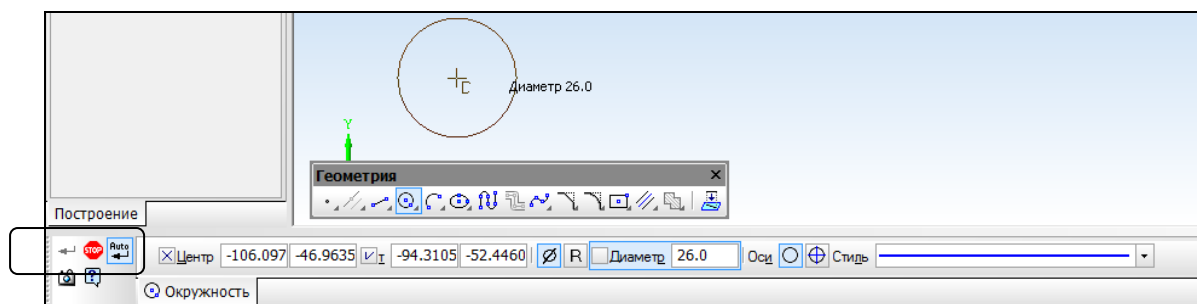 Диаметр 26.0
Y
Геометрия
Построение
STOP Auto Центр -106.097 -46.9635 т -94.3105 -52.4460 Ø R Диаметр 26.0 Оси Стиль
Окружность